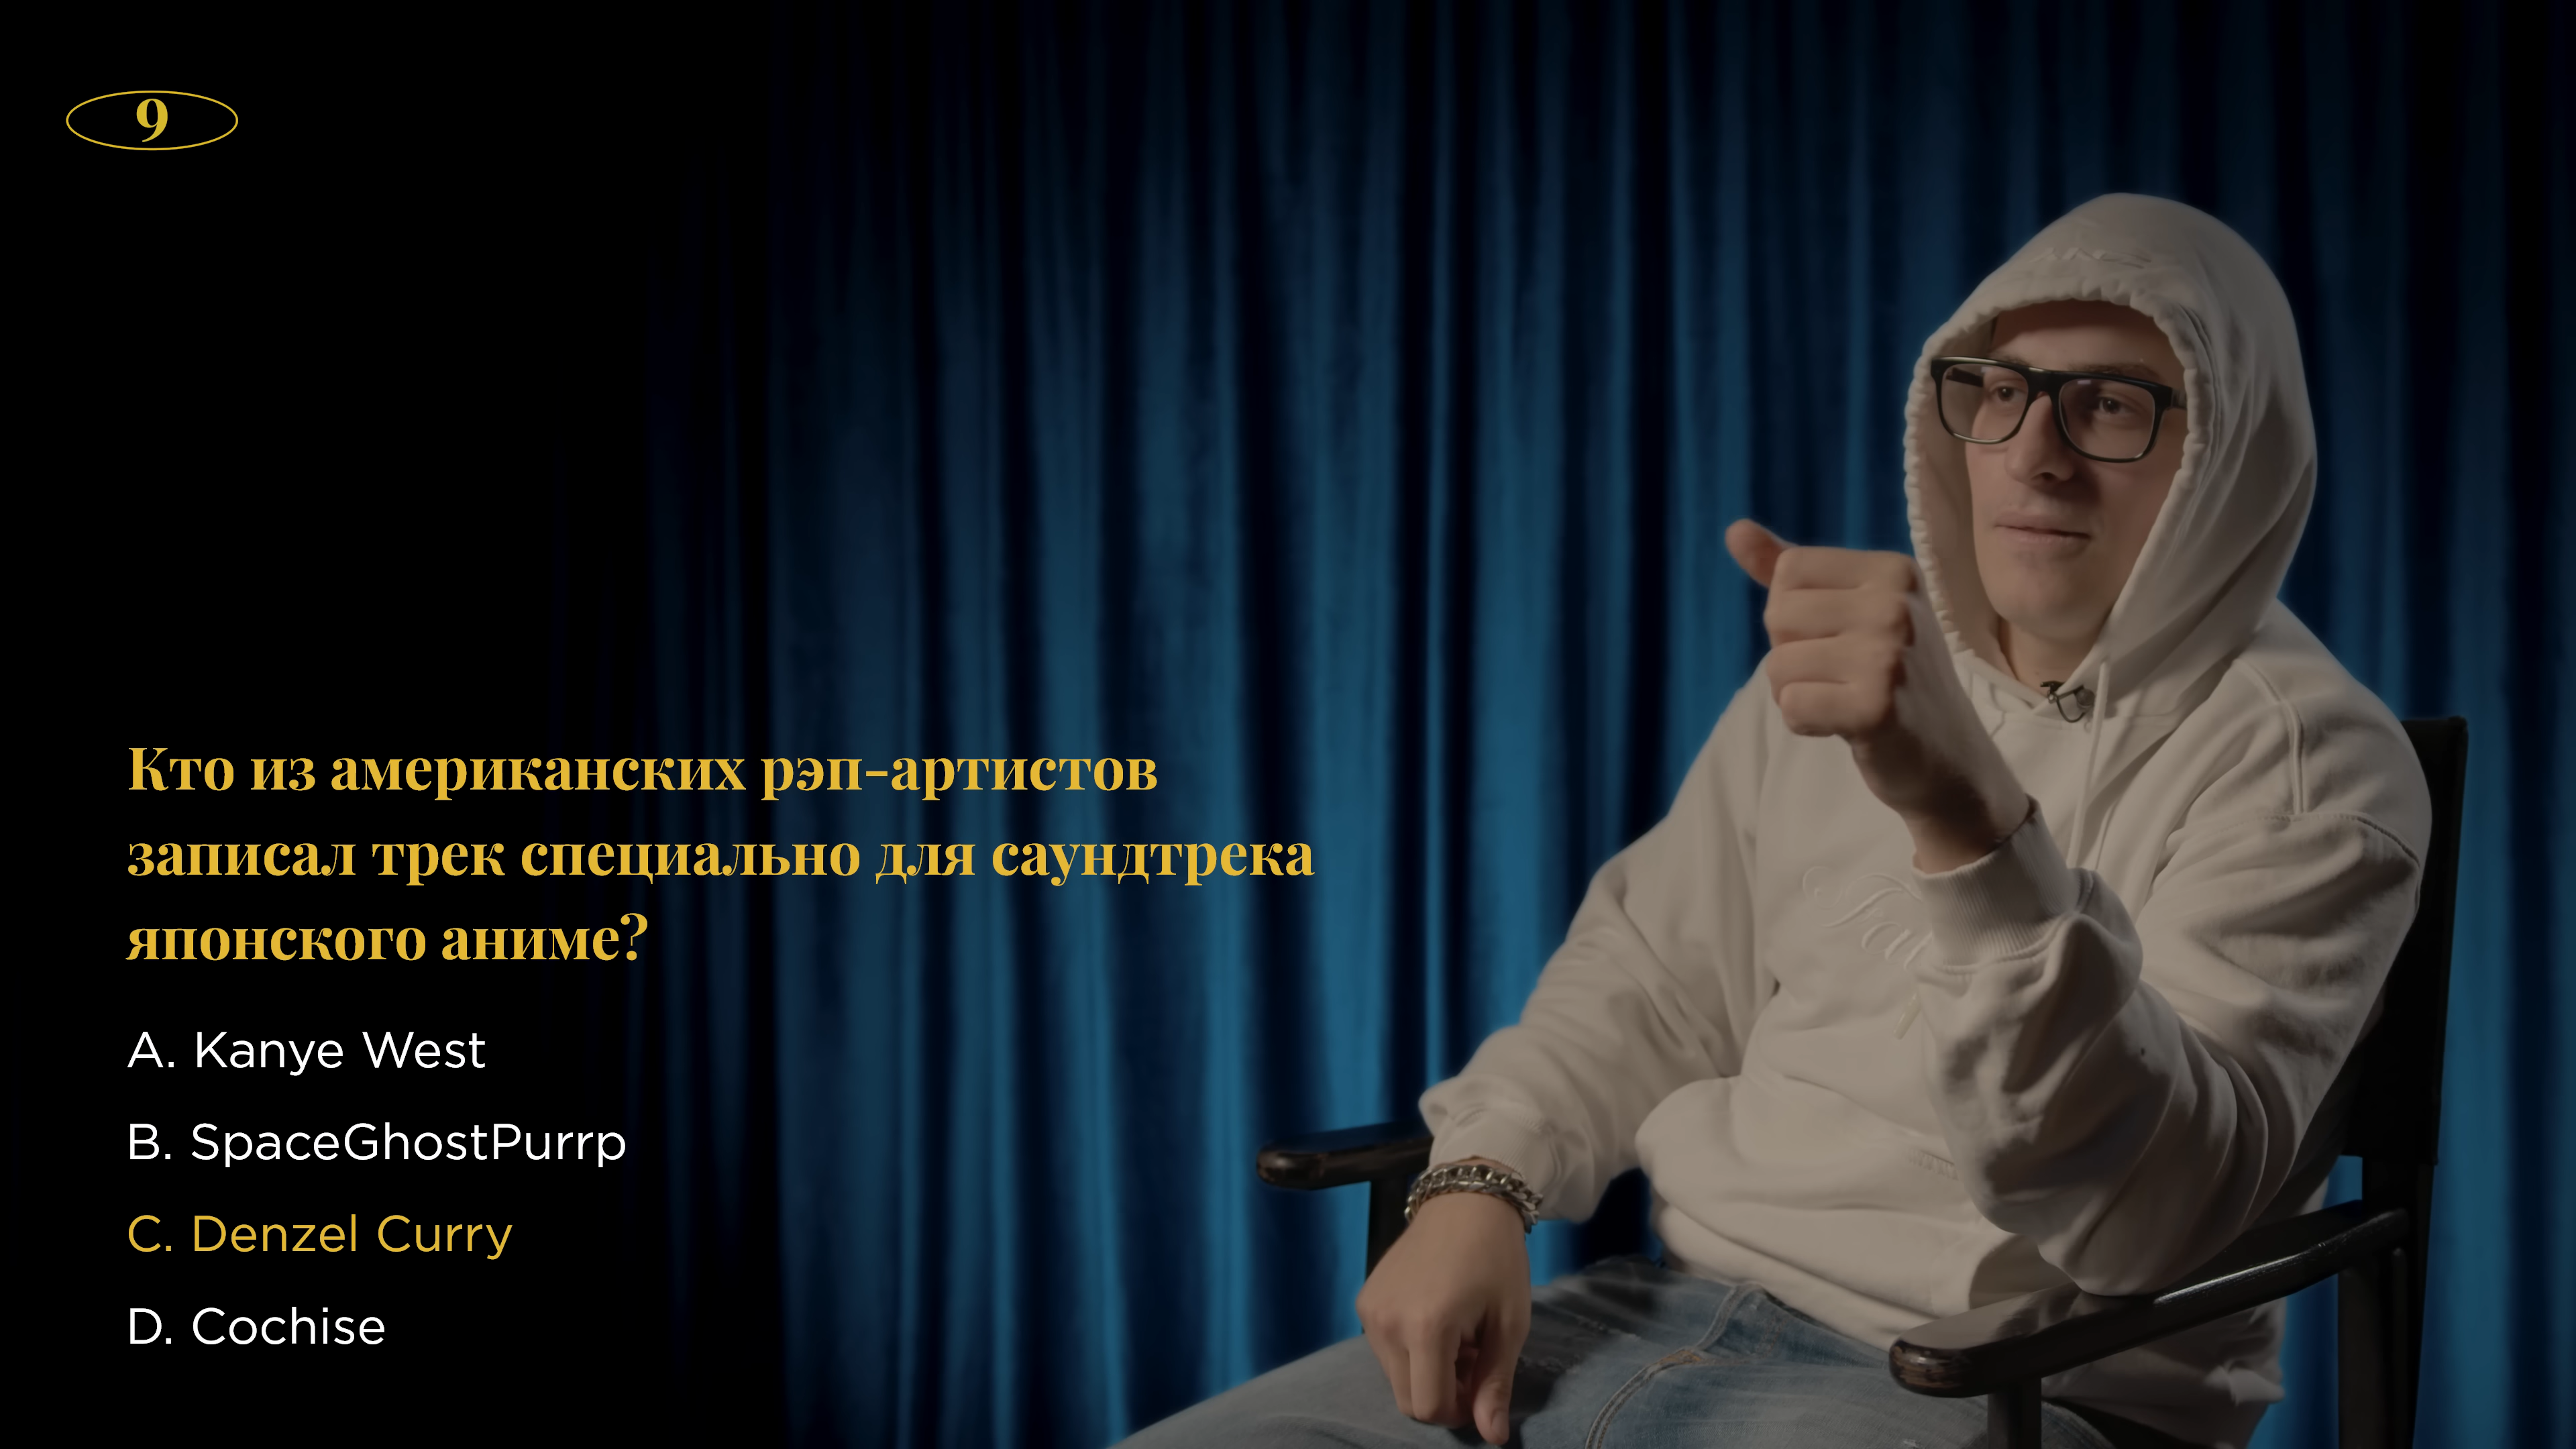 9
Кто из американских рэп-артистов
записал трек специально для саундтрека
японского аниме?
A. Kanye West
B. SpaceGhostPurrp
C. Denzel Curry
D. Cochise